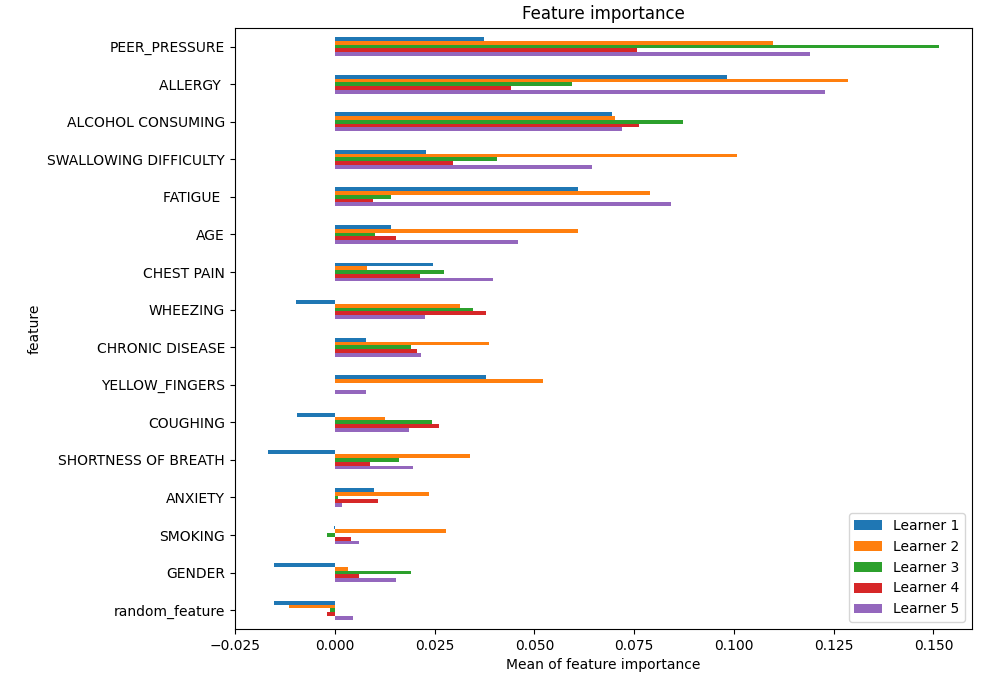 Feature importance
PEER_PRESSURE
ALLERGY
ALCOHOL CONSUMING
SWALLOWING DIFFICULTY
FATIGUE
AGE
CHEST PAIN
WHEEZING
CHRONIC DISEASE
YELLOW_FINGERS
COUGHING
SHORTNESS OF BREATH
ANXIETY
SMOKING
GENDER
random_feature
feature
Learner 1
Learner 2
Learner 3
Learner 4
Learner 5
−0.025 0.000 0.025 0.050 0.075 0.100 0.125 0.150
Mean of feature importance